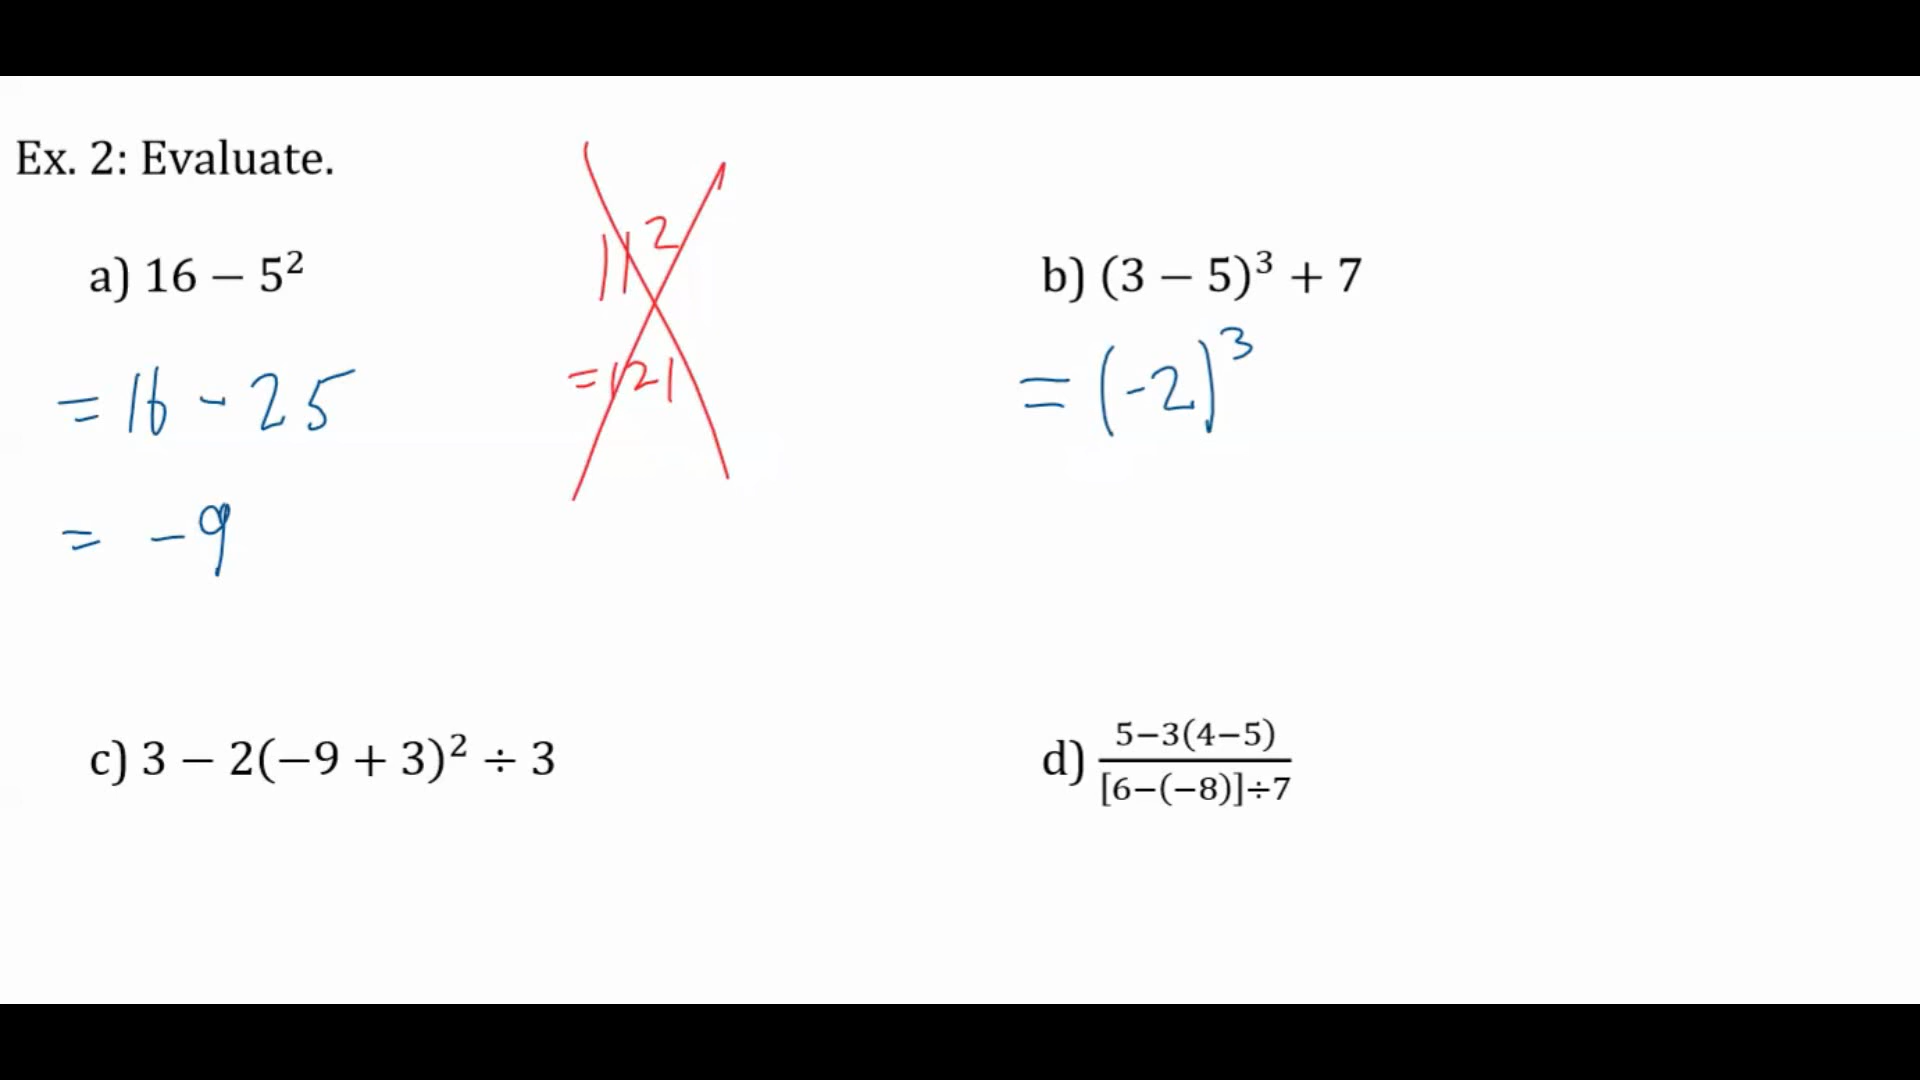 Ex. 2: Evaluate.
a) 16 − 5²
= 16 - 25
= -9
11²
= 121
b) (3 − 5)³ + 7
= (-2)³
c) 3 − 2(−9 + 3)² ÷ 3
d) 5−3(4−5)
[6−(−8)]÷7